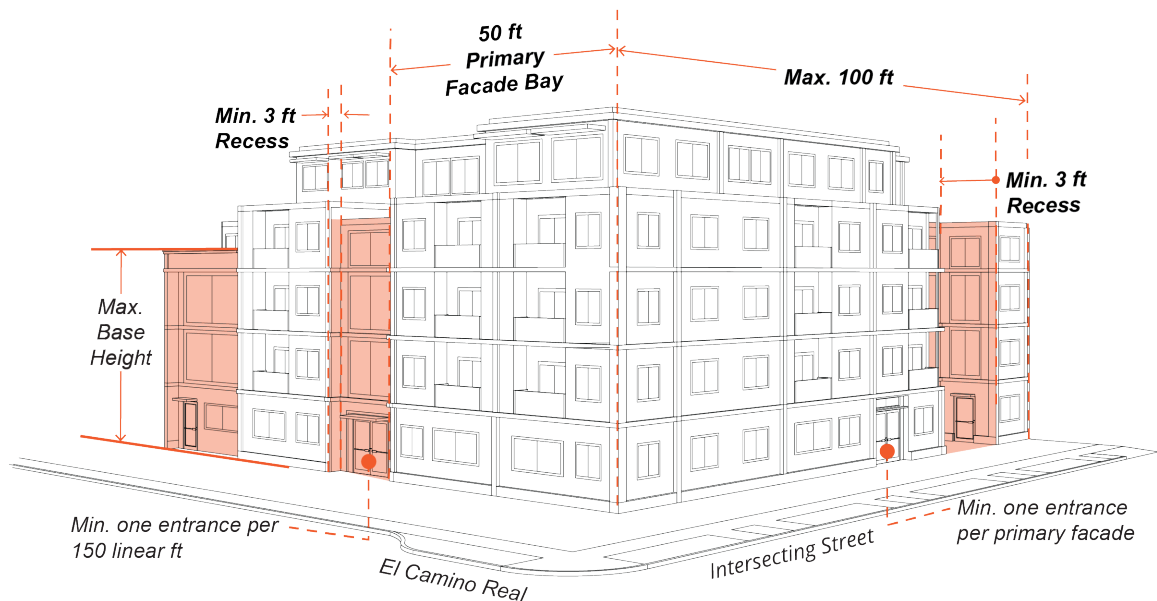 50 ft
Primary
Facade Bay
Max. 100 ft
Min. 3 ft
Recess
Min. 3 ft
Recess
Max.
Base
Height
Min. one entrance per
150 linear ft
Min. one entrance
per primary facade
El Camino Real
Intersecting Street